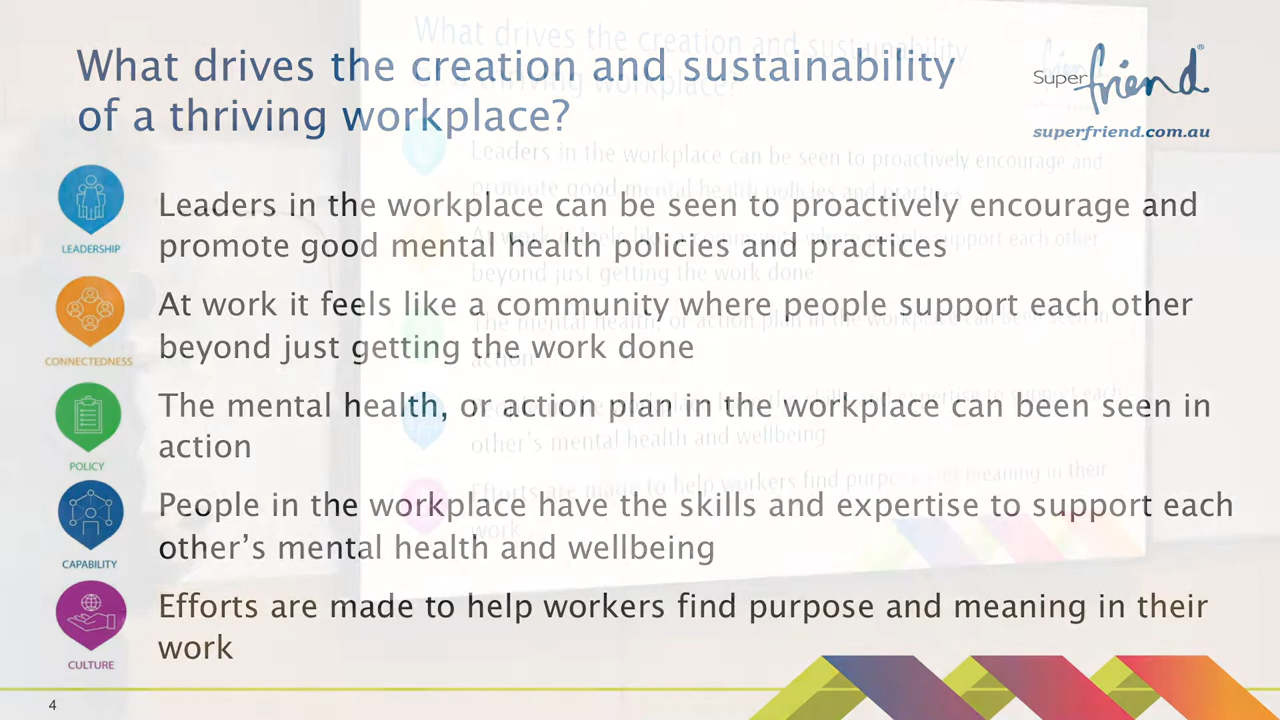 What drives the creation and sustainability
of a thriving workplace?
Super friend®
superfriend.com.au
LEADERSHIP
Leaders in the workplace can be seen to proactively encourage and
promote good mental health policies and practices
CONNECTEDNESS
At work it feels like a community where people support each other
beyond just getting the work done
POLICY
The mental health, or action plan in the workplace can been seen in
action
CAPABILITY
People in the workplace have the skills and expertise to support each
other’s mental health and wellbeing
CULTURE
Efforts are made to help workers find purpose and meaning in their
work
4